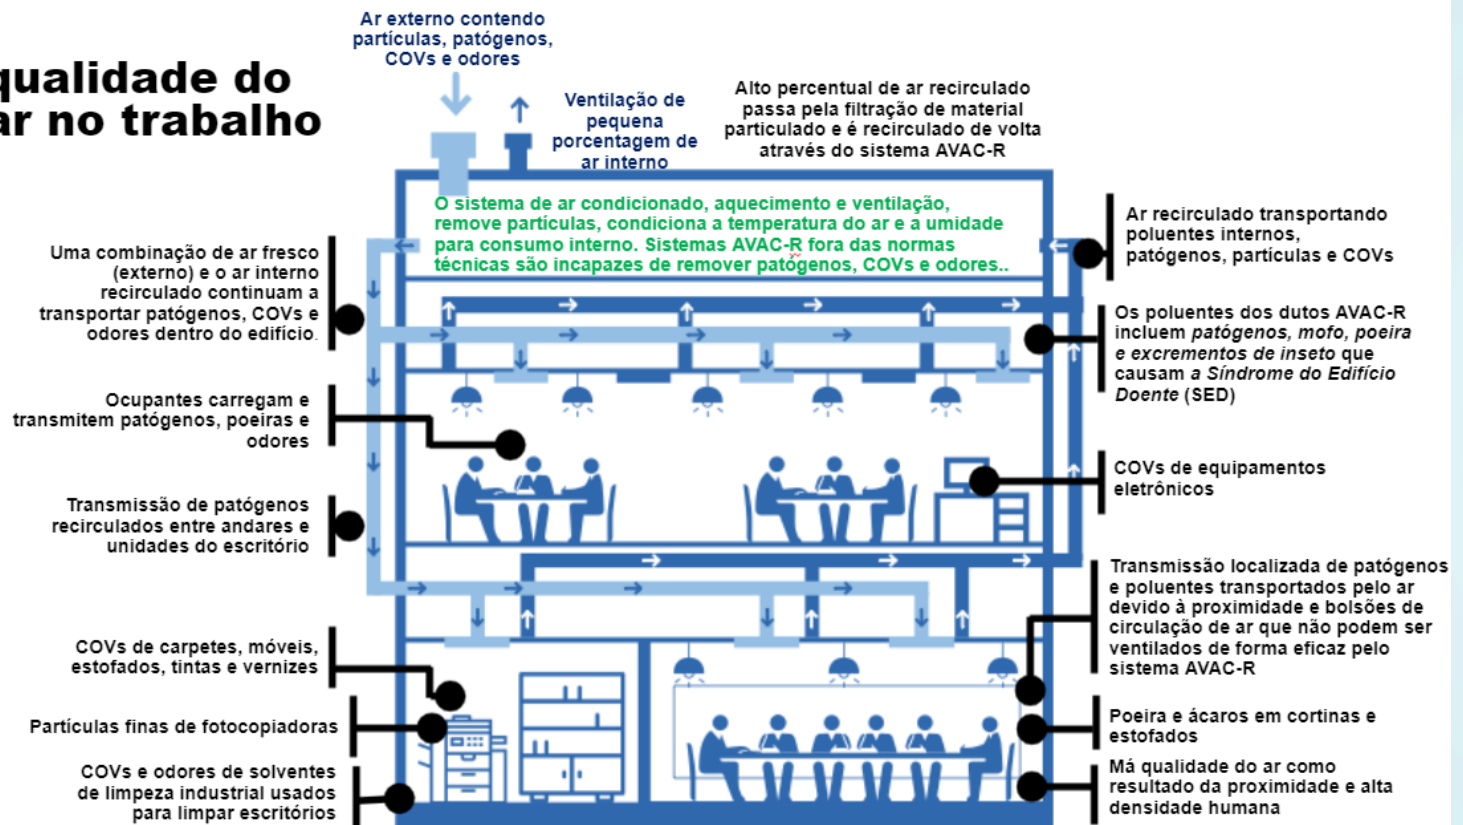 qualidade do
ar no trabalho
Ar externo contendo
partículas, patógenos,
COVs e odores
Ventilação de
pequena
porcentagem de
ar interno
Alto percentual de ar recirculado
passa pela filtração de material
particulado e é recirculado de volta
através do sistema AVAC-R
O sistema de ar condicionado, aquecimento e ventilação,
remove partículas, condiciona a temperatura do ar e a umidade
para consumo interno. Sistemas AVAC-R fora das normas
técnicas são incapazes de remover patógenos, COVs e odores..
Uma combinação de ar fresco
(externo) e o ar interno
recirculado continuam a
transportar patógenos, COVs e
odores dentro do edifício.
Ocupantes carregam e
transmitem patógenos, poeiras e
odores
Transmissão de patógenos
recirculados entre andares e
unidades do escritório
COVs de carpetes, móveis,
estofados, tintas e vernizes
Partículas finas de fotocopiadoras
COVs e odores de solventes
de limpeza industrial usados
para limpar escritórios
Ar recirculado transportando
poluentes internos,
patógenos, partículas e COVs
Os poluentes dos dutos AVAC-R
incluem patógenos, mofo, poeira
e excrementos de inseto que
causam a Síndrome do Edifício
Doente (SED)
COVs de equipamentos
eletrônicos
Transmissão localizada de patógenos
e poluentes transportados pelo ar
devido à proximidade e bolsões de
circulação de ar que não podem ser
ventilados de forma eficaz pelo
sistema AVAC-R
Poeira e ácaros em cortinas e
estofados
Má qualidade do ar como
resultado da proximidade e alta
densidade humana